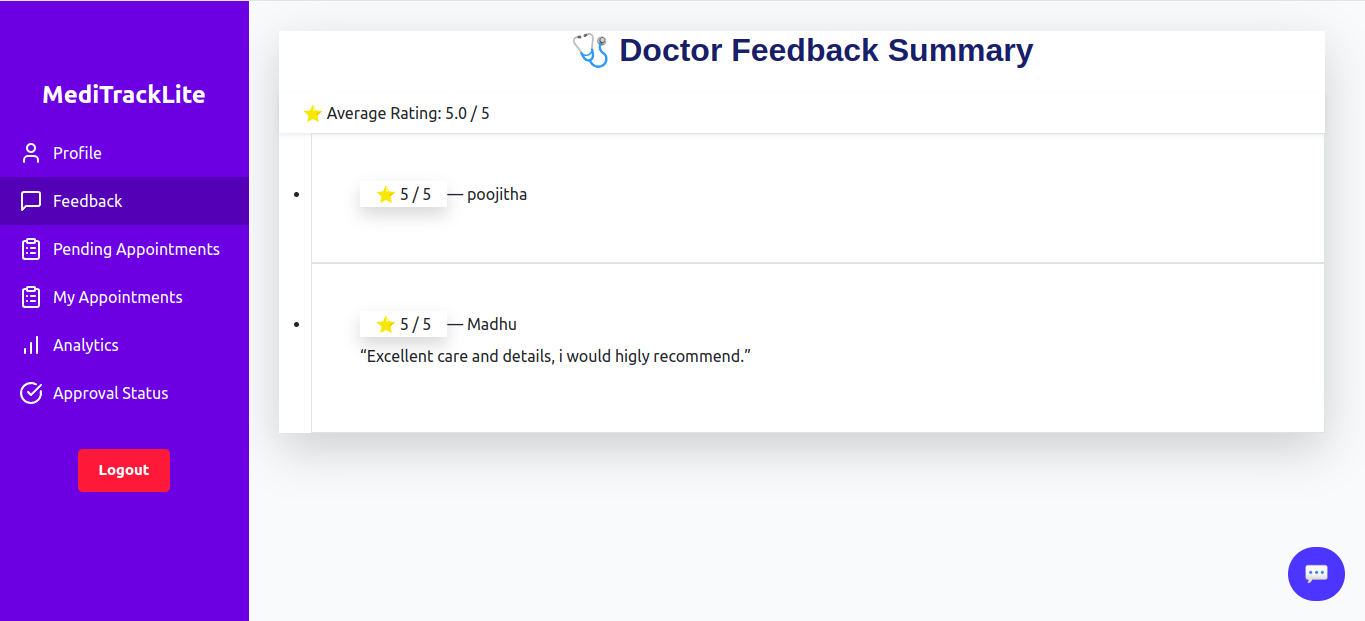 MediTrackLite
Profile
Feedback
Pending Appointments
My Appointments
Analytics
Approval Status
Logout
🩺 Doctor Feedback Summary
⭐ Average Rating: 5.0 / 5
• ⭐ 5 / 5 — poojitha
• ⭐ 5 / 5 — Madhu
“Excellent care and details, i would higly recommend.”